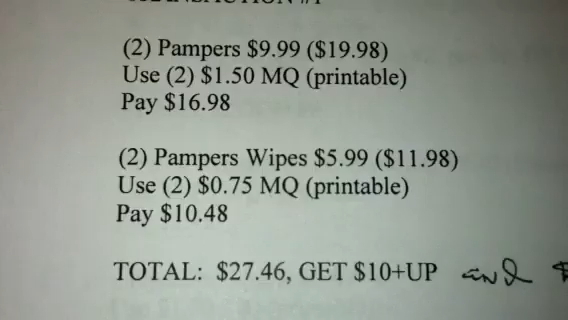 (2) Pampers $9.99 ($19.98)
Use (2) $1.50 MQ (printable)
Pay $16.98
(2) Pampers Wipes $5.99 ($11.98)
Use (2) $0.75 MQ (printable)
Pay $10.48
TOTAL: $27.46, GET $10+UP and $